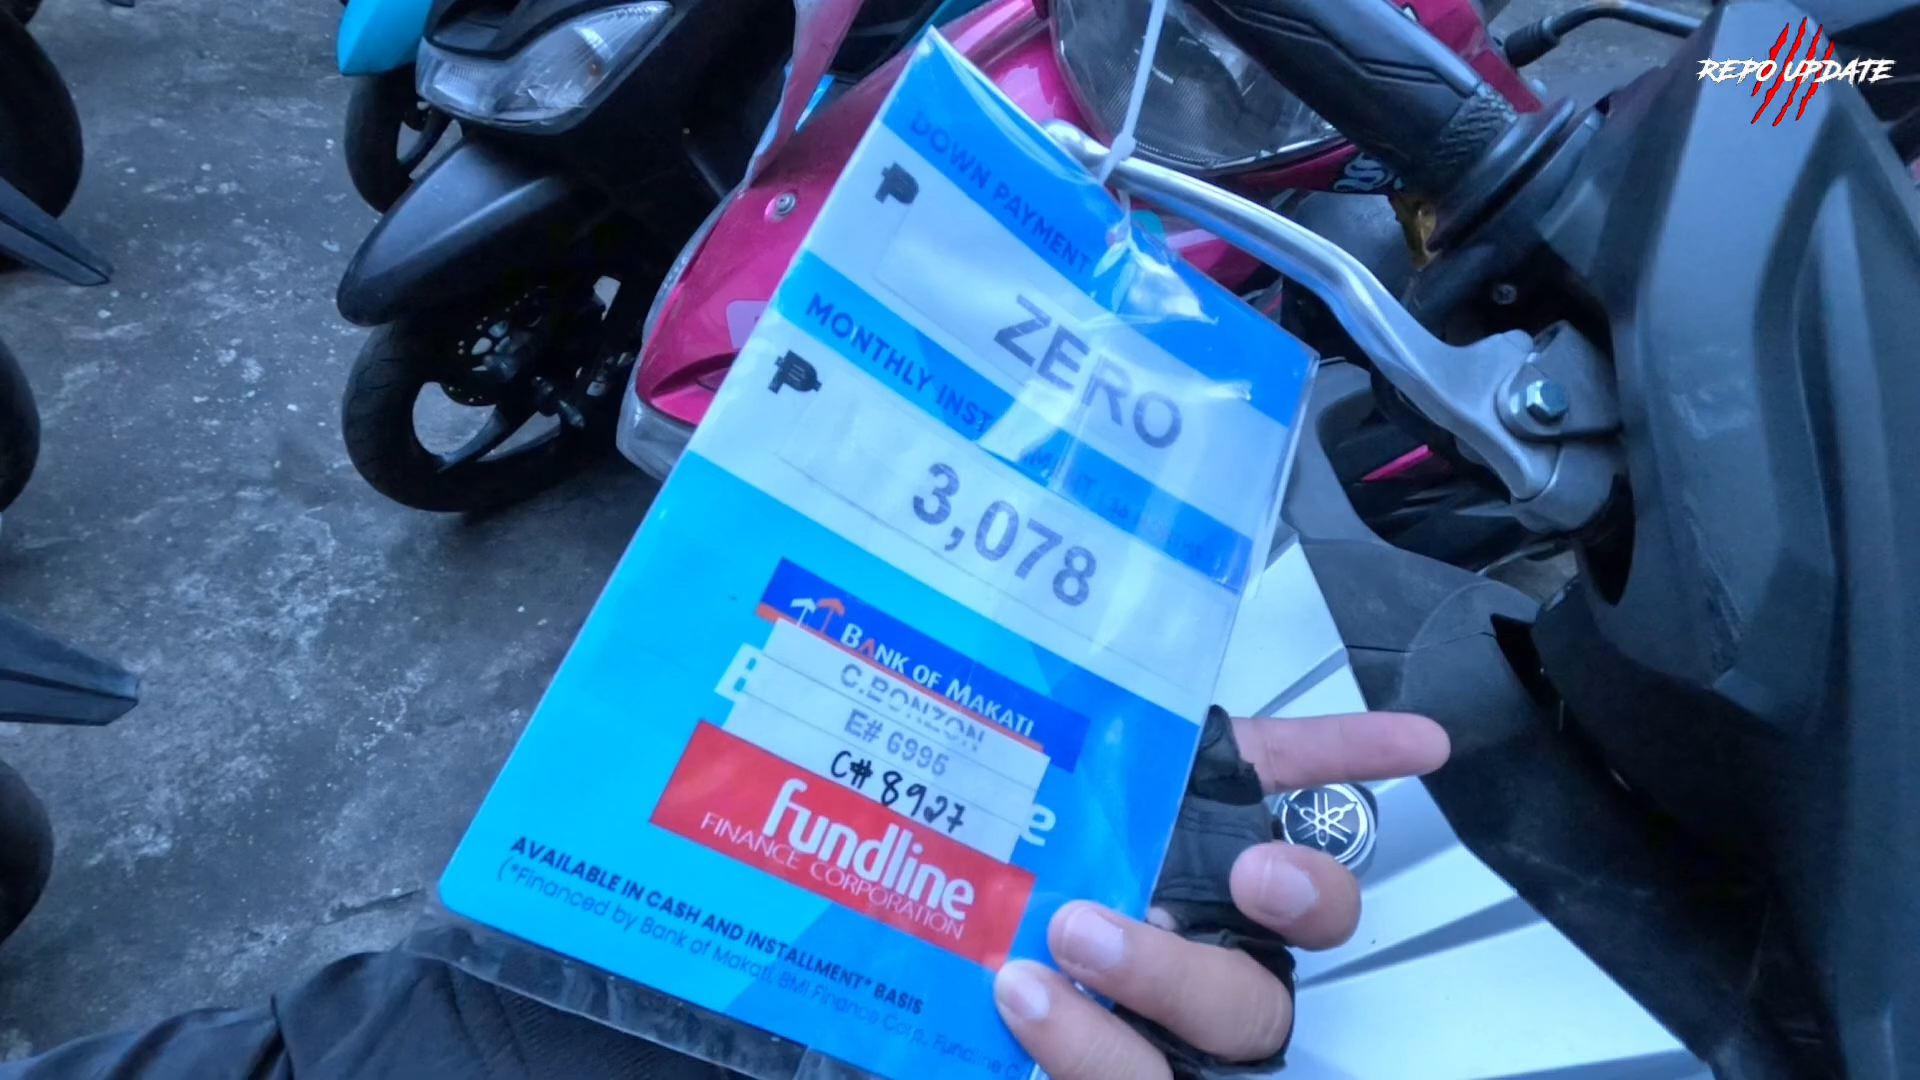 REPO UPDATE
DOWN PAYMENT
₱
ZERO
MONTHLY INST
₱
3,078
BANK OF MAKATI
C.BONZON
E# 6995
C# 8927
e
fundline
FINANCE CORPORATION
AVAILABLE IN CASH AND INSTALLMENT* BASIS
(*Financed by Bank of Makati, BMI Finance Corp., Fundline C